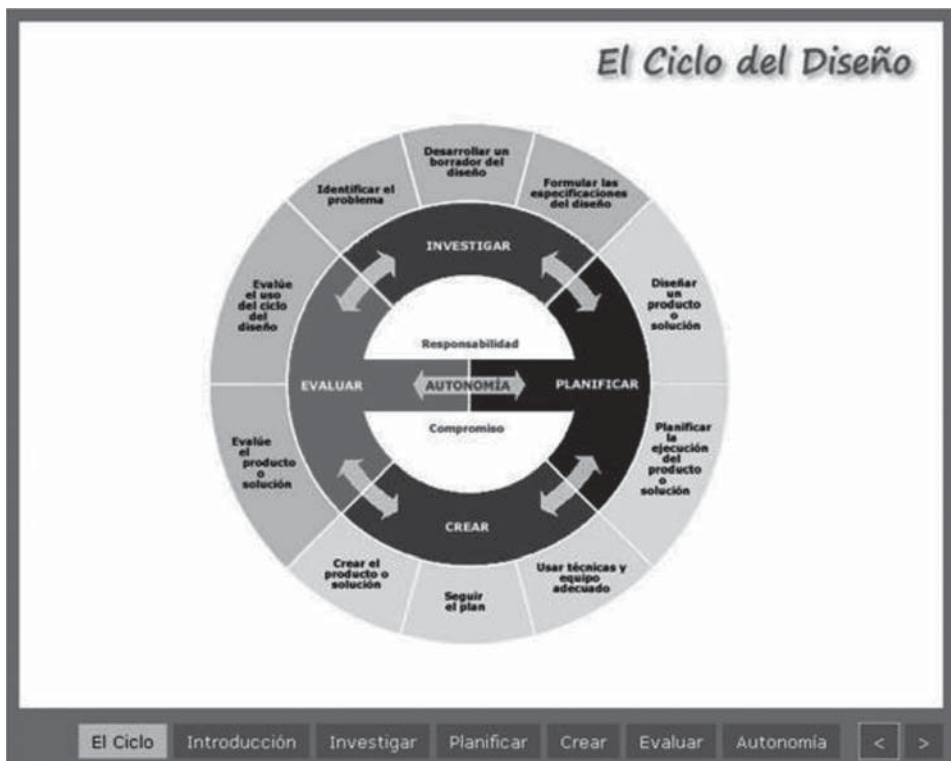 El Ciclo del Diseño
Desarrollar un
borrador del
diseño
Identificar el
problema
Formular las
especificaciones
del diseño
INVESTIGAR
Evalúe
el uso
del ciclo
del
diseño
Diseñar
un
producto
o
solución
Responsabilidad
EVALUAR
AUTONOMÍA
PLANIFICAR
Compromiso
Evalúe
el
producto
o
solución
Planificar
la
ejecución
del
producto
o
solución
CREAR
Crear el
producto o
solución
Seguir
el plan
Usar técnicas y
equipo
adecuado
El Ciclo Introducción Investigar Planificar Crear Evaluar Autonomía < >